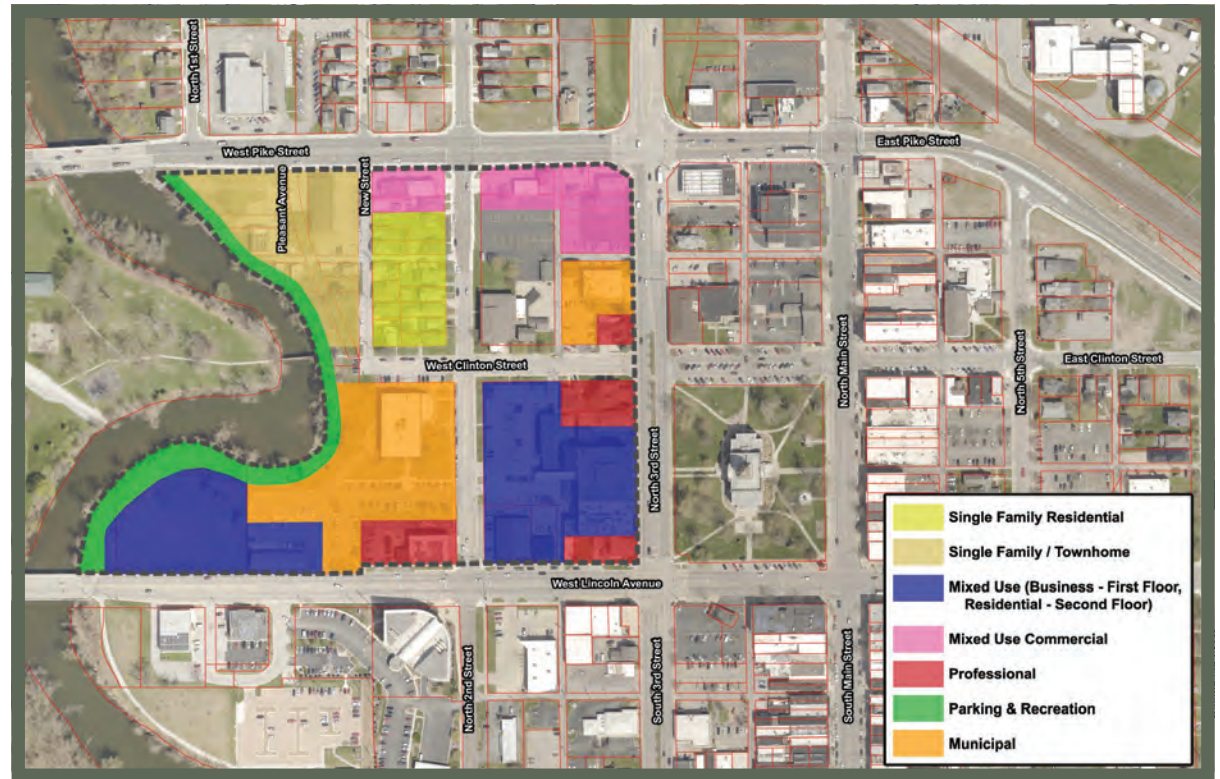 North 1st Street
West Pike Street
East Pike Street
Pleasant Avenue
New Street
West Clinton Street
East Clinton Street
North Main Street
North 5th Street
North 3rd Street
West Lincoln Avenue
North 2nd Street
South 3rd Street
South Main Street
Single Family Residential
Single Family / Townhome
Mixed Use (Business - First Floor,
Residential - Second Floor)
Mixed Use Commercial
Professional
Parking & Recreation
Municipal